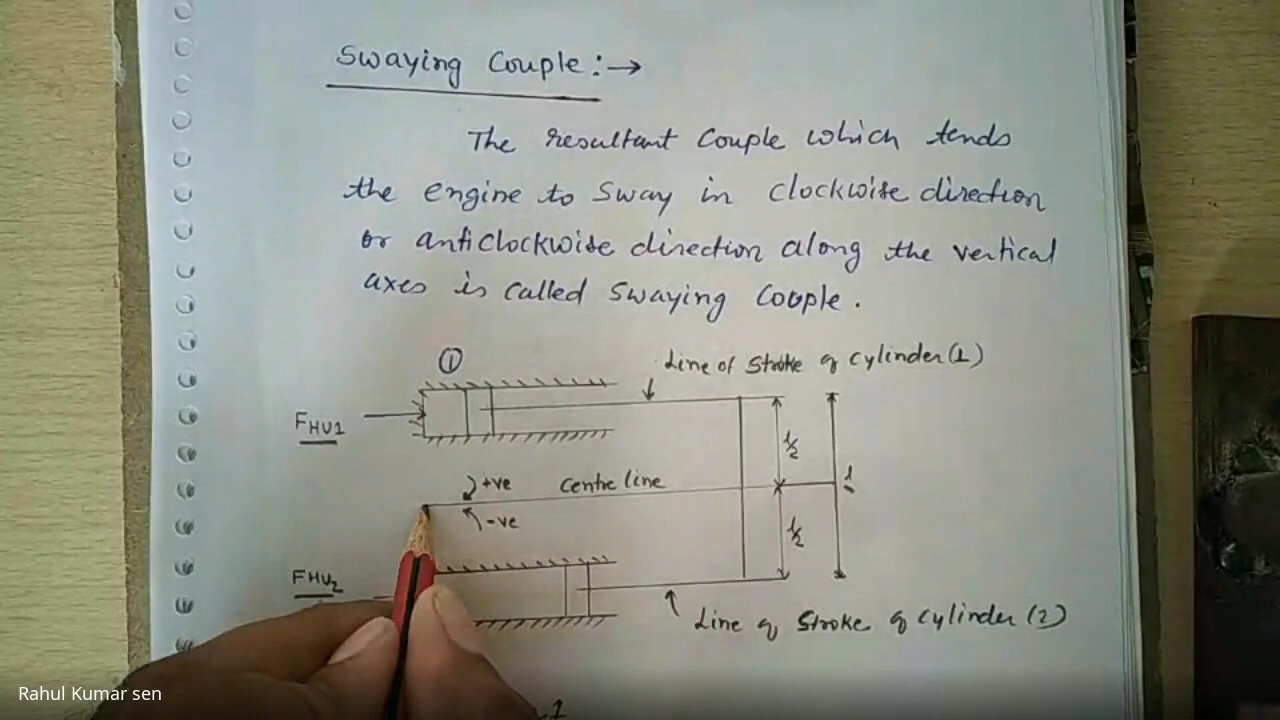 Swaying Couple :→
The resultant Couple which tends
the engine to Sway in clockwise direction
or anticlockwise direction along the vertical
axes is called Swaying Couple.
①
Line of Stroke of cylinder (1)
FHU1
l/2
+ve
Centre line
l
-ve
l/2
FHU2
Line of Stroke of cylinder (2)
Rahul Kumar sen